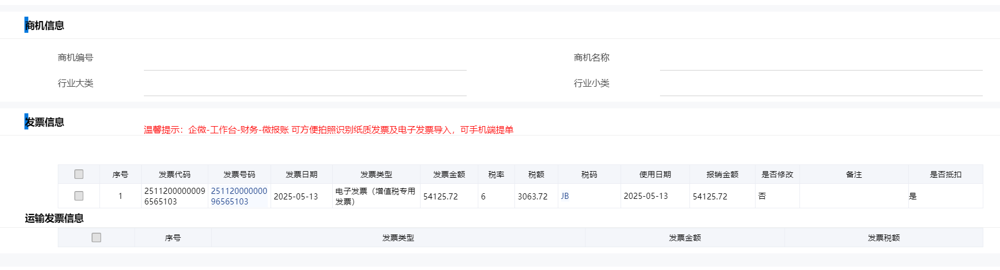 商机信息
商机编号 商机名称
行业大类 行业小类
发票信息
温馨提示：企微-工作台-财务-微报账 可方便拍照识别纸质发票及电子发票导入，可手机端提单
序号 发票代码 发票号码 发票日期 发票类型 发票金额 税率 税额 税码 使用日期 报销金额 是否修改 备注 是否抵扣
1 2511200000009 251120000000 2025-05-13 电子发票（增值税专用 54125.72 6 3063.72 JB 2025-05-13 54125.72 否 是
6565103 96565103 发票）
运输发票信息
序号 发票类型 发票金额 发票税额